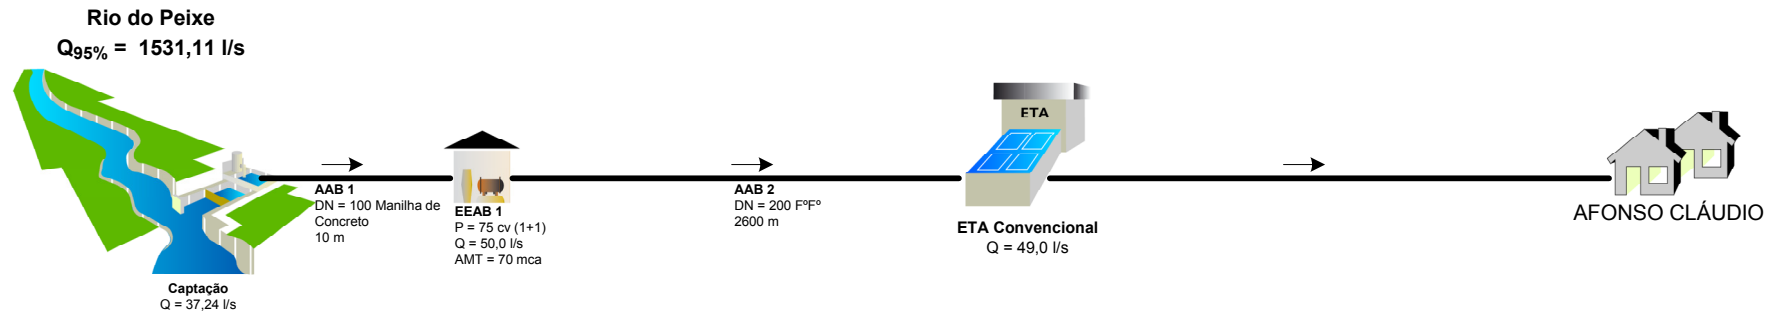 Rio do Peixe
Q95% = 1531,11 l/s
ETA
AAB 1
DN = 100 Manilha de
Concreto
10 m
EEAB 1
P = 75 cv (1+1)
Q = 50,0 l/s
AMT = 70 mca
AAB 2
DN = 200 FºFº
2600 m
ETA Convencional
Q = 49,0 l/s
AFONSO CLÁUDIO
Captação
Q = 37,24 l/s